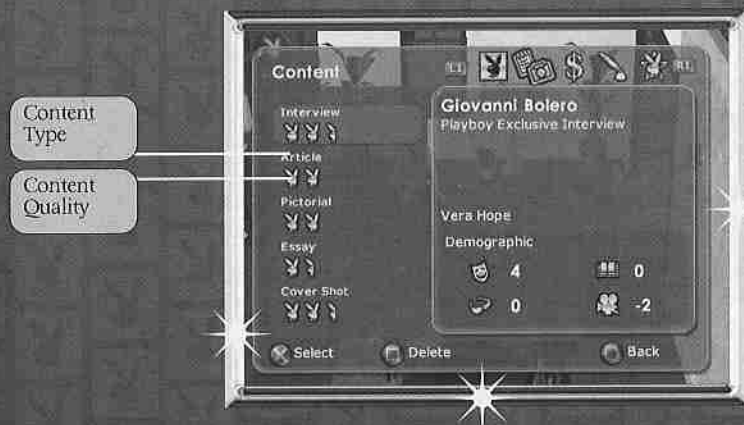 Content
Type
Content
Quality
Content
L1
$
R1
Interview
Article
Pictorial
Essay
Cover Shot
Giovanni Bolero
Playboy Exclusive Interview
Vera Hope
Demographic
4
0
0
-2
Select
Delete
Back